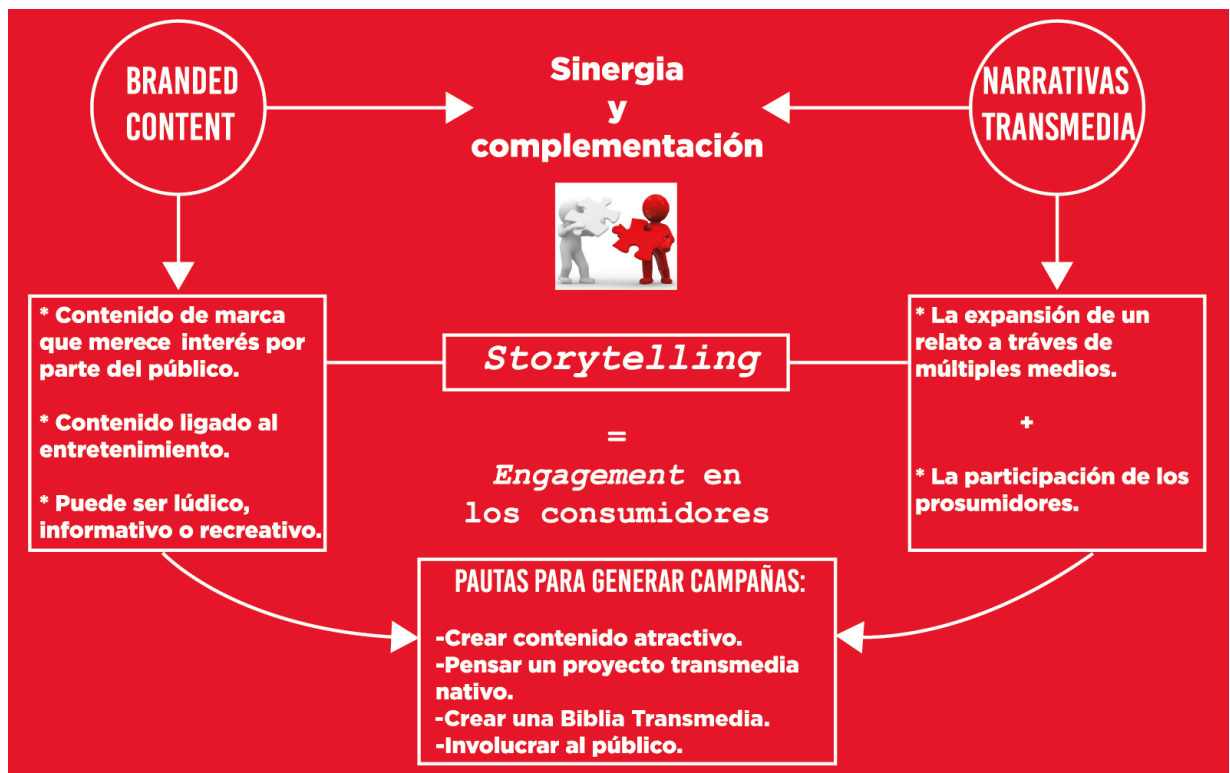 BRANDED
CONTENT
Sinergia
y
complementación
NARRATIVAS
TRANSMEDIA
* Contenido de marca
que merece interés por
parte del público.
* Contenido ligado al
entretenimiento.
* Puede ser lúdico,
informativo o recreativo.
Storytelling
=
Engagement en
los consumidores
* La expansión de un
relato a tráves de
múltiples medios.
+
* La participación de los
prosumidores.
PAUTAS PARA GENERAR CAMPAÑAS:
-Crear contenido atractivo.
-Pensar un proyecto transmedia
nativo.
-Crear una Biblia Transmedia.
-Involucrar al público.